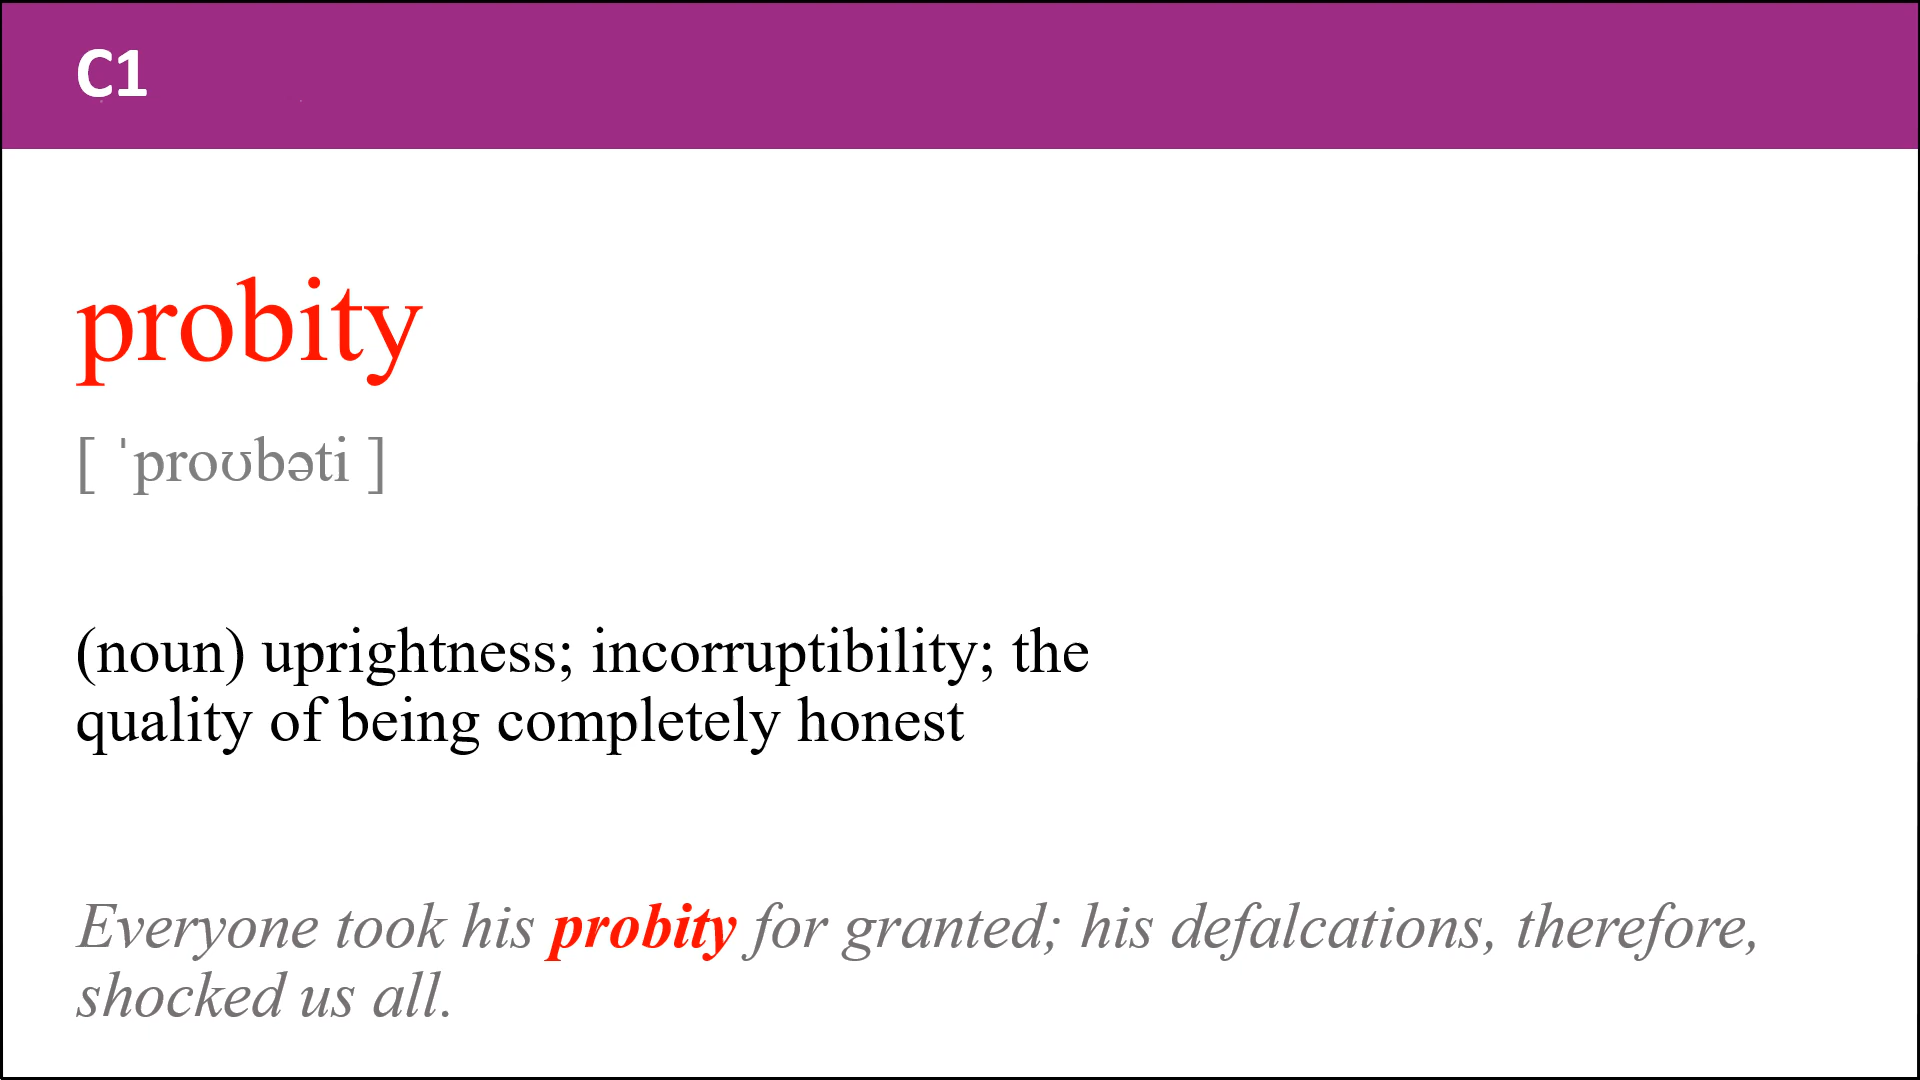 C1
probity
[ ˈproʊbəti ]
(noun) uprightness; incorruptibility; the
quality of being completely honest
Everyone took his probity for granted; his defalcations, therefore,
shocked us all.